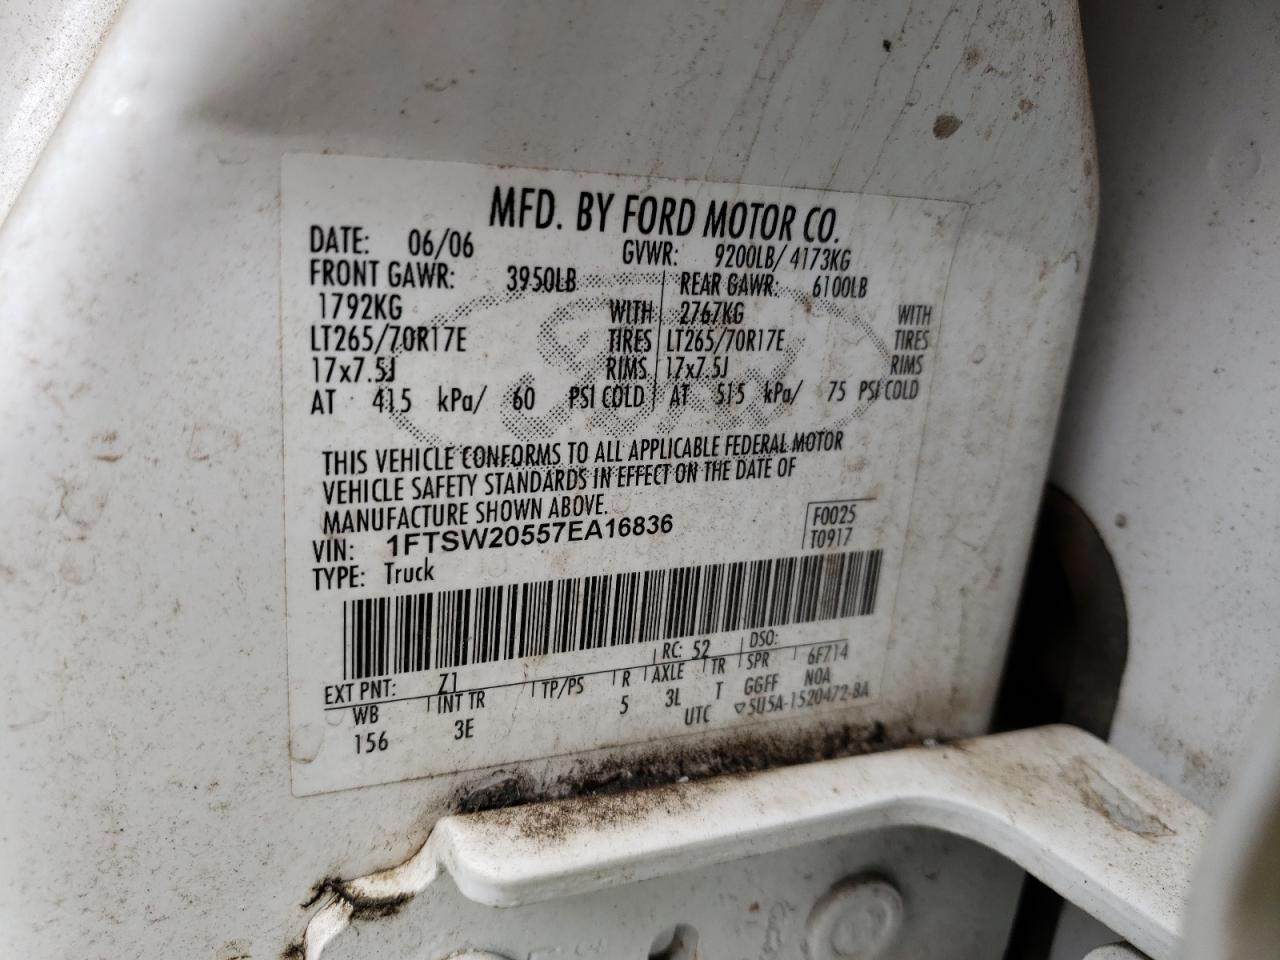 MFD. BY FORD MOTOR CO.
DATE: 06/06 GVWR: 9200LB/ 4173KG
FRONT GAWR: 3950LB REAR GAWR: 6100LB
1792KG WITH 2767KG WITH
LT265/70R17E TIRES LT265/70R17E TIRES
17x7.5J RIMS 17x7.5J RIMS
AT 415 kPa/ 60 PSI COLD AT 515 kPa/ 75 PSI COLD
THIS VEHICLE CONFORMS TO ALL APPLICABLE FEDERAL MOTOR
VEHICLE SAFETY STANDARDS IN EFFECT ON THE DATE OF
MANUFACTURE SHOWN ABOVE.
VIN: 1FTSW20557EA16836
F0025
T0917
TYPE: Truck
EXT PNT: Z1 RC: 52 DSO:
WB INT TR TP/PS R AXLE TR SPR 6F714
156 3E 5 3L T GGFF N0A
UTC ▽5U5A-1520472-BA